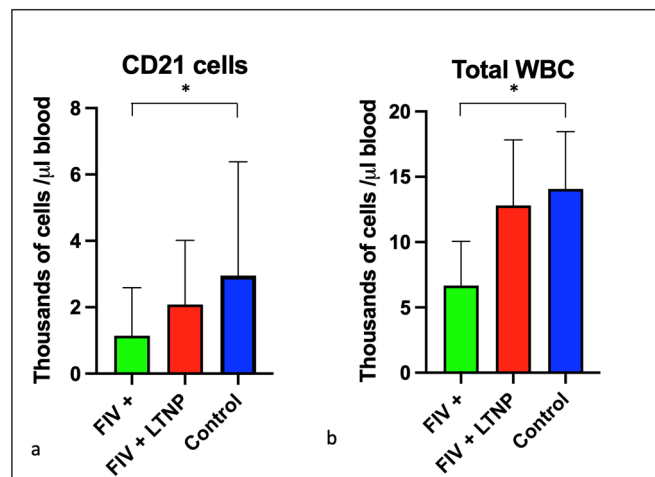 CD21 cells
*
Thousands of cells /μl blood
8
6
4
2
0
FIV +
FIV + LTNP
Control
a
Total WBC
*
Thousands of cells /μl blood
20
15
10
5
0
FIV +
FIV + LTNP
Control
b